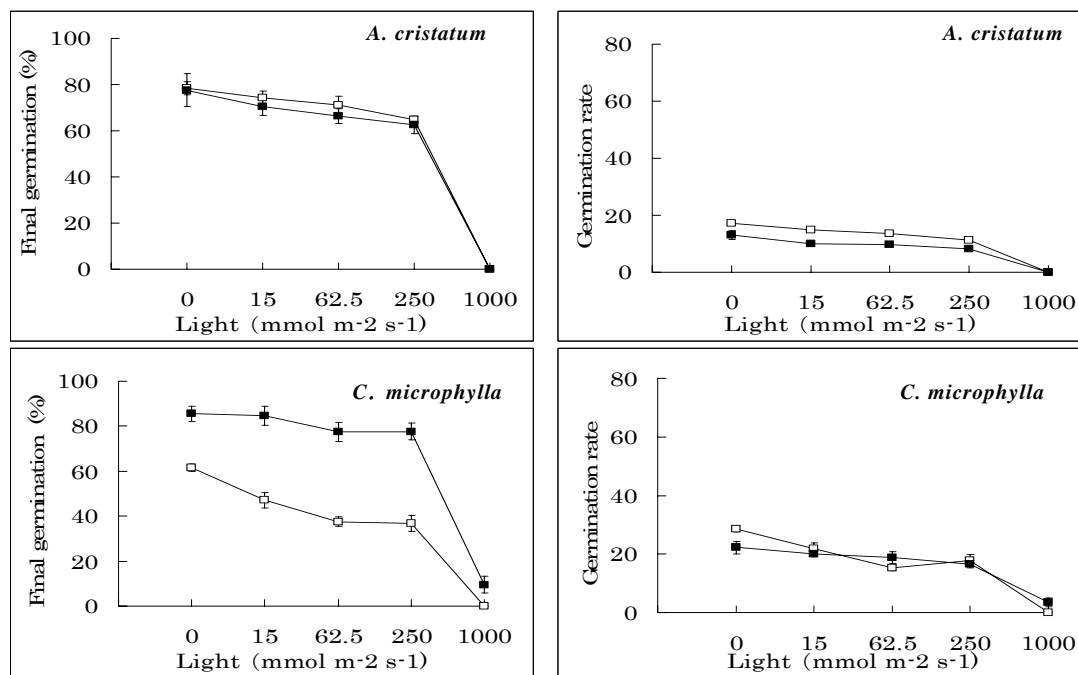 A. cristatum
Final germination (%)
100
80
60
40
20
0
0 15 62.5 250 1000
Light (mmol m-2 s-1)
A. cristatum
Germination rate
80
60
40
20
0
0 15 62.5 250 1000
Light (mmol m-2 s-1)
C. microphylla
Final germination (%)
100
80
60
40
20
0
0 15 62.5 250 1000
Light (mmol m-2 s-1)
C. microphylla
Germination rate
80
60
40
20
0
0 15 62.5 250 1000
Light (mmol m-2 s-1)